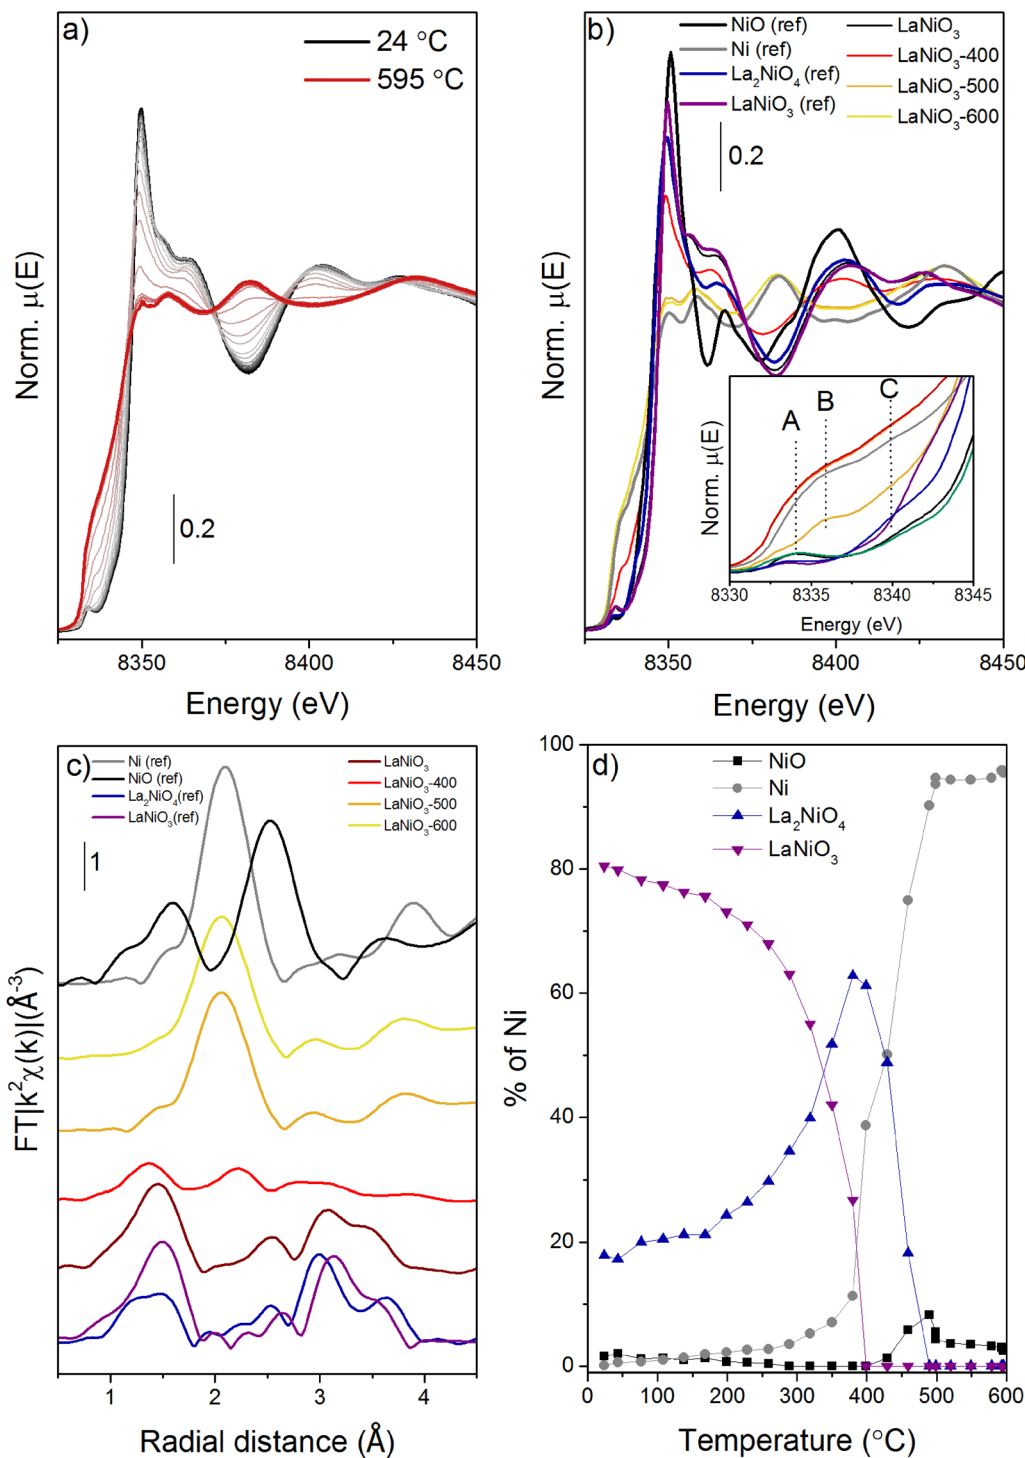 a)
24 °C
595 °C
0.2
Norm. μ(E)
8350
8400
8450
Energy (eV)
b)
NiO (ref)
Ni (ref)
La₂NiO₄ (ref)
LaNiO₃ (ref)
LaNiO₃
LaNiO₃-400
LaNiO₃-500
LaNiO₃-600
0.2
Norm. μ(E)
A
B
C
Norm. μ(E)
8330
8335
8340
8345
Energy (eV)
8350
8400
8450
Energy (eV)
c)
Ni (ref)
NiO (ref)
La₂NiO₄(ref)
LaNiO₃(ref)
LaNiO₃
LaNiO₃-400
LaNiO₃-500
LaNiO₃-600
1
FT|k²χ(k)|(Å⁻³)
1
2
3
4
Radial distance (Å)
d)
NiO
Ni
La₂NiO₄
LaNiO₃
% of Ni
100
80
60
40
20
0
0
100
200
300
400
500
600
Temperature (°C)